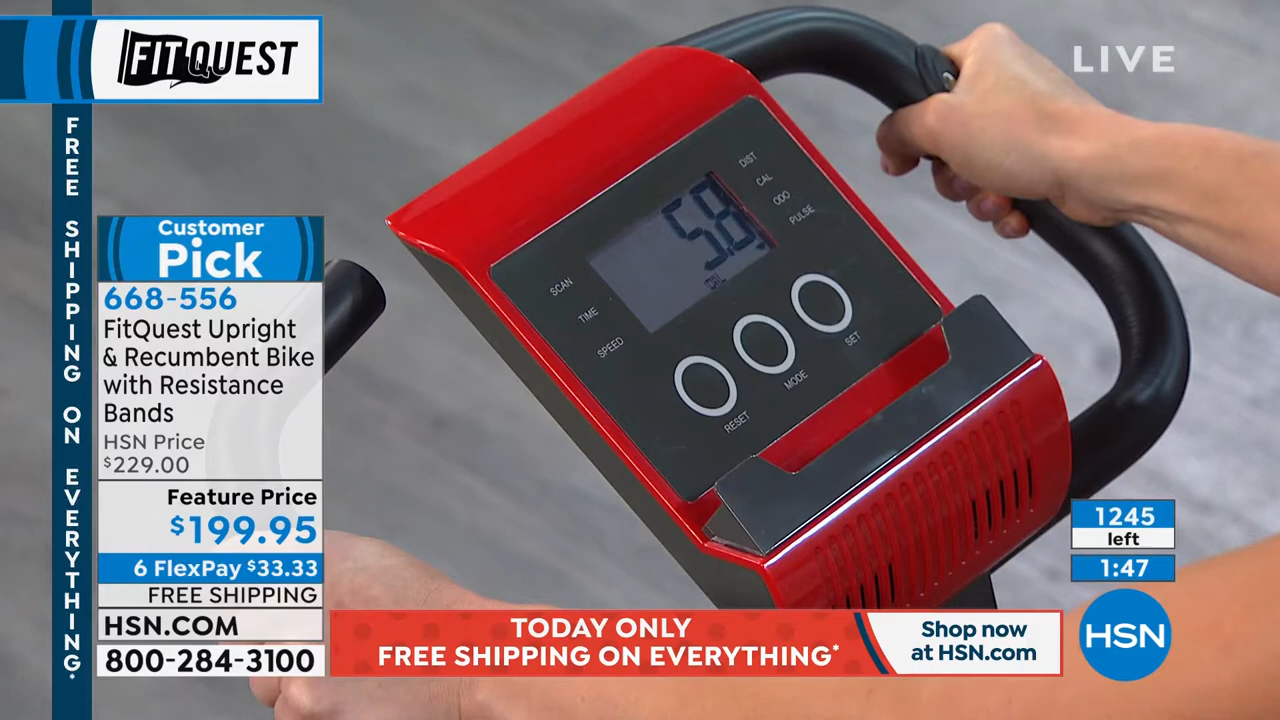 FITQUEST
LIVE
FREE SHIPPING ON EVERYTHING*
Customer
Pick
668-556
FitQuest Upright
& Recumbent Bike
with Resistance
Bands
HSN Price
$229.00
Feature Price
$199.95
6 FlexPay $33.33
FREE SHIPPING
HSN.COM
800-284-3100
DIST
CAL
ODO
PULSE
5.8
SCAN
TIME
SPEED
RESET
MODE
SET
1245
left
1:47
TODAY ONLY
FREE SHIPPING ON EVERYTHING*
Shop now
at HSN.com
HSN